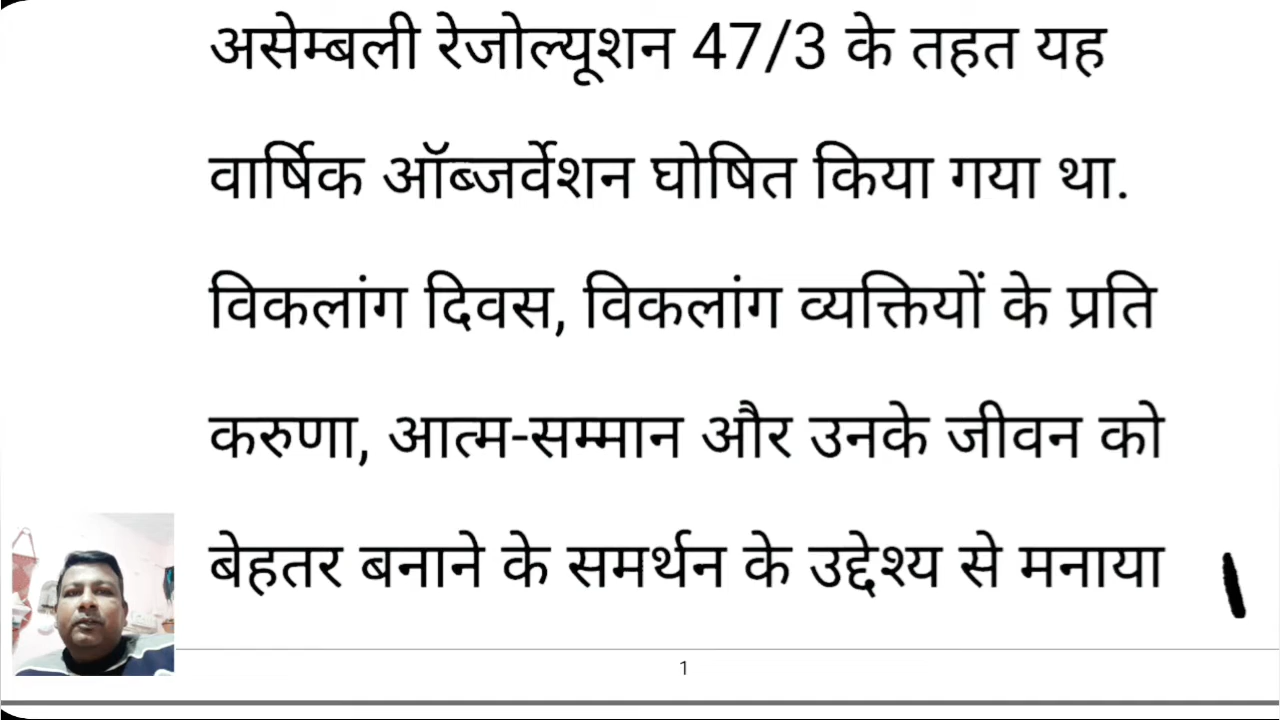 असेम्बली रेजोल्यूशन 47/3 के तहत यह
वार्षिक ऑब्जर्वेशन घोषित किया गया था.
विकलांग दिवस, विकलांग व्यक्तियों के प्रति
करुणा, आत्म-सम्मान और उनके जीवन को
बेहतर बनाने के समर्थन के उद्देश्य से मनाया
1